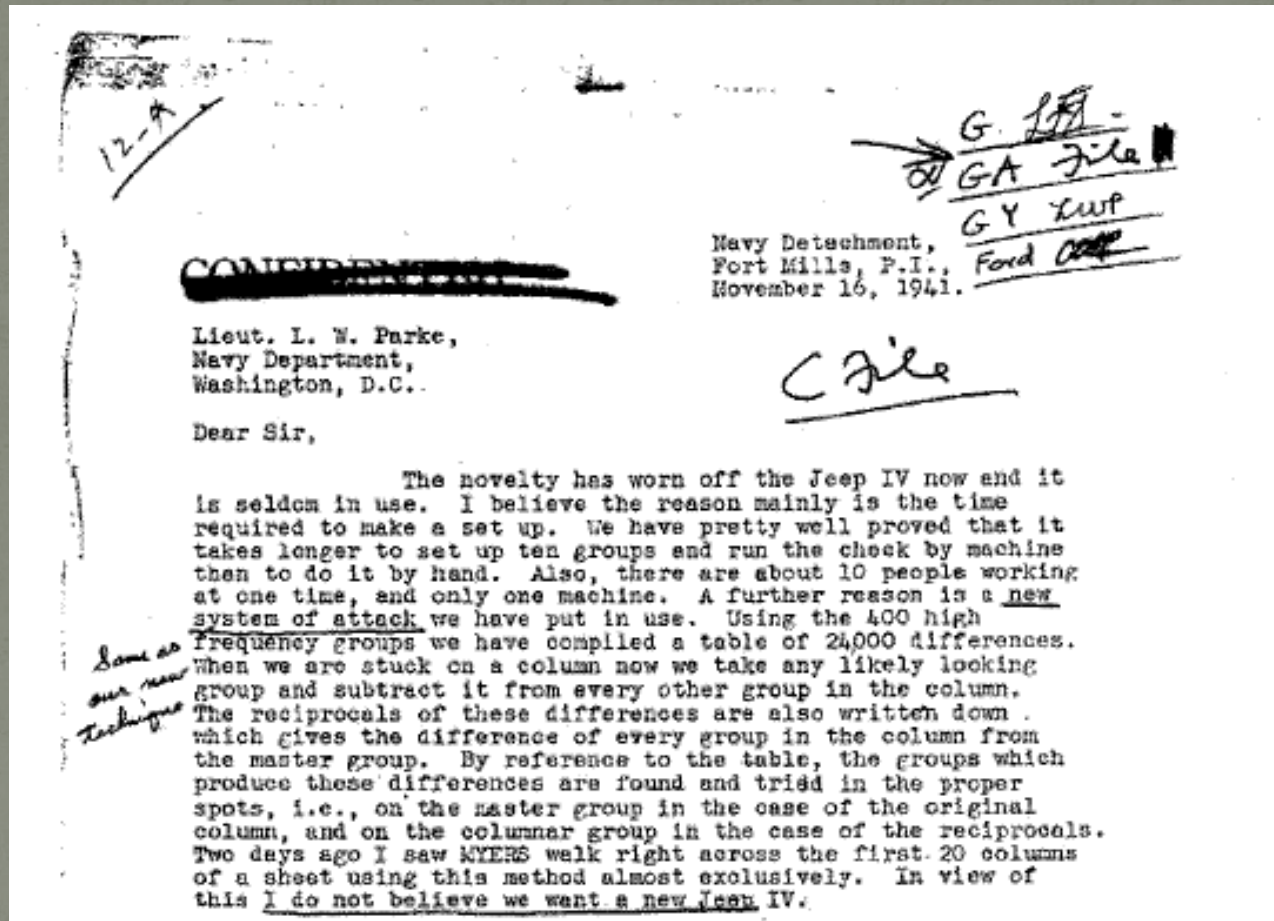 12-A
G.
GA File
GY LWP
Ford
Navy Detachment,
Fort Mills, P.I.,
November 16, 1941.
CONFIDENTIAL
Lieut. L. W. Parke,
Navy Department,
Washington, D.C.
C File
Dear Sir,
The novelty has worn off the Jeep IV now and it
is seldom in use. I believe the reason mainly is the time
required to make a set up. We have pretty well proved that it
takes longer to set up ten groups and run the check by machine
then to do it by hand. Also, there are about 10 people working
at one time, and only one machine. A further reason is a new
system of attack we have put in use. Using the 400 high
frequency groups we have compiled a table of 24,000 differences.
When we are stuck on a column now we take any likely looking
group and subtract it from every other group in the column.
The reciprocals of these differences are also written down
which gives the difference of every group in the column from
the master group. By reference to the table, the groups which
produce these differences are found and tried in the proper
spots, i.e., on the master group in the case of the original
column, and on the columnar group in the case of the reciprocals.
Two days ago I saw MYERS walk right across the first 20 columns
of a sheet using this method almost exclusively. In view of
this I do not believe we want a new Jeep IV.
Same as
our new
technique